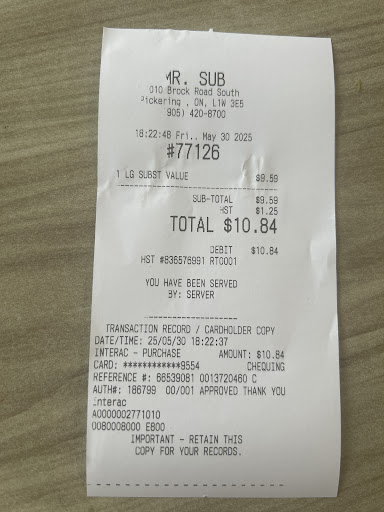 MR. SUB
010 Brock Road South
Pickering , ON, L1W 3E5
905) 420-8700
18:22:48 Fri., May 30 2025
#77126
1 LG SUBST VALUE $9.59
SUB-TOTAL $9.59
HST $1.25
TOTAL $10.84
DEBIT $10.84
HST #836576991 RT0001
YOU HAVE BEEN SERVED
BY: SERVER
TRANSACTION RECORD / CARDHOLDER COPY
DATE/TIME: 25/05/30 18:22:37
INTERAC - PURCHASE AMOUNT: $10.84
CARD: ************9554 CHEQUING
REFERENCE #: 66539081 0013720460 C
AUTH#: 186799 00/001 APPROVED THANK YOU
Interac
A0000002771010
0080008000 E800
IMPORTANT - RETAIN THIS
COPY FOR YOUR RECORDS.